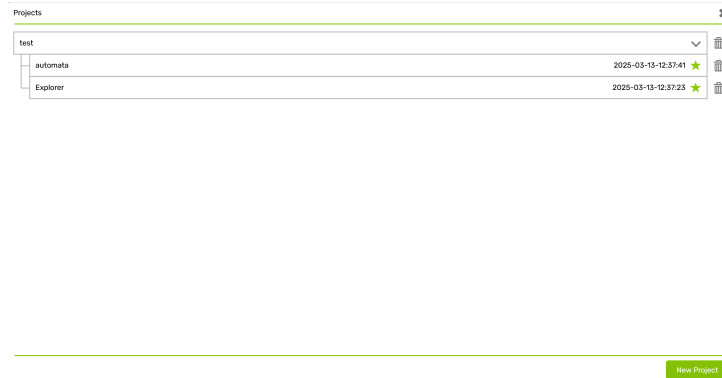 Projects
test
automata 2025-03-13-12:37:41
Explorer 2025-03-13-12:37:23
New Project